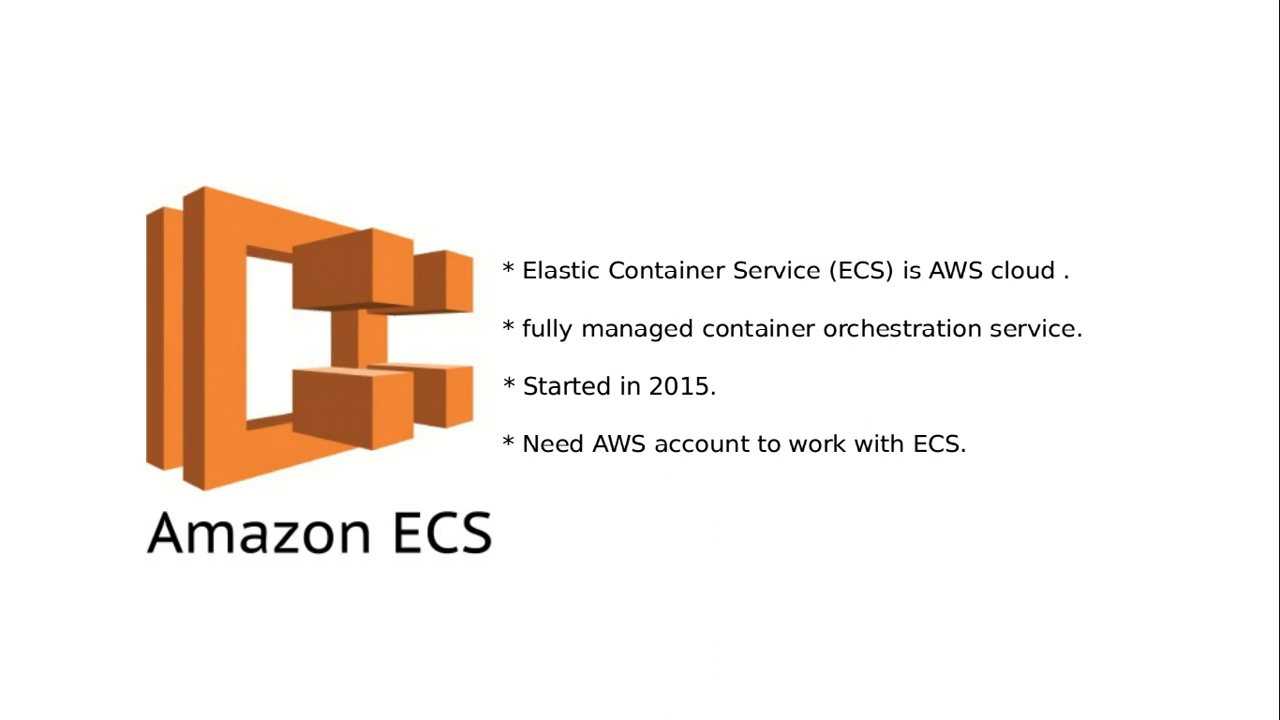 * Elastic Container Service (ECS) is AWS cloud .
* fully managed container orchestration service.
* Started in 2015.
* Need AWS account to work with ECS.
Amazon ECS